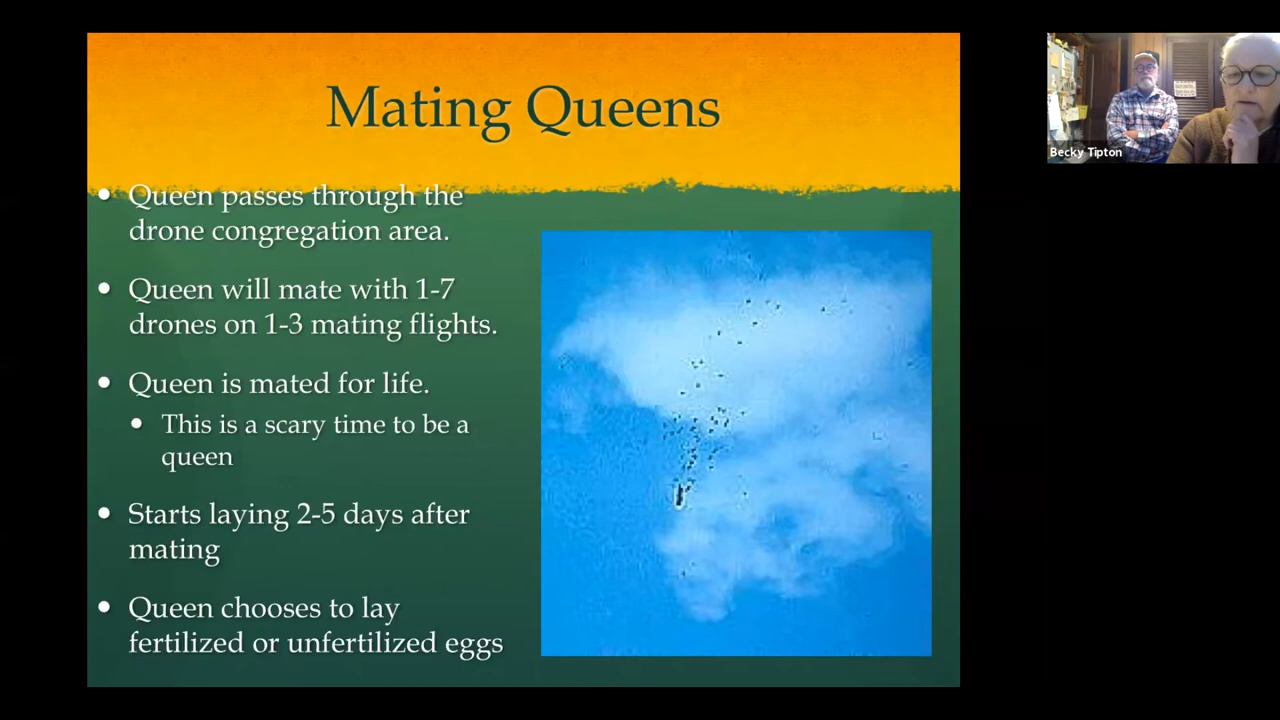 Mating Queens
• Queen passes through the
drone congregation area.
• Queen will mate with 1-7
drones on 1-3 mating flights.
• Queen is mated for life.
• This is a scary time to be a
queen
• Starts laying 2-5 days after
mating
• Queen chooses to lay
fertilized or unfertilized eggs
Becky Tipton